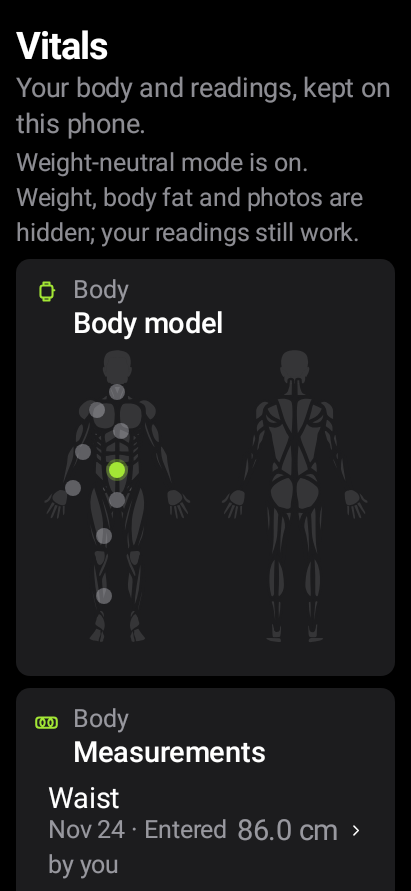 Vitals
Your body and readings, kept on
this phone.
Weight-neutral mode is on.
Weight, body fat and photos are
hidden; your readings still work.
Body
Body model
Body
Measurements
Waist
Nov 24 · Entered 86.0 cm
by you